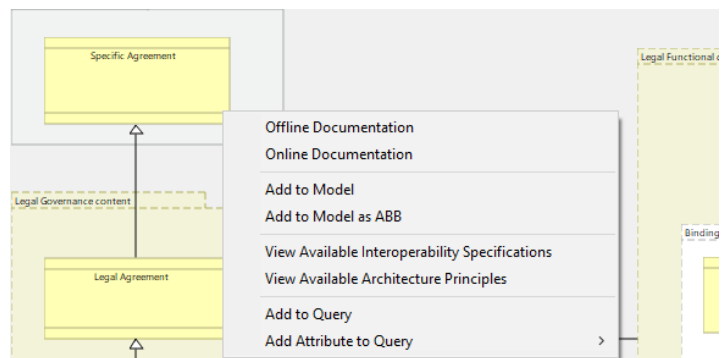 Specific Agreement
Legal Functional
Offline Documentation
Online Documentation
Add to Model
Legal Governance content
Add to Model as ABB
Binding
View Available Interoperability Specifications
Legal Agreement
View Available Architecture Principles
Add to Query
Add Attribute to Query